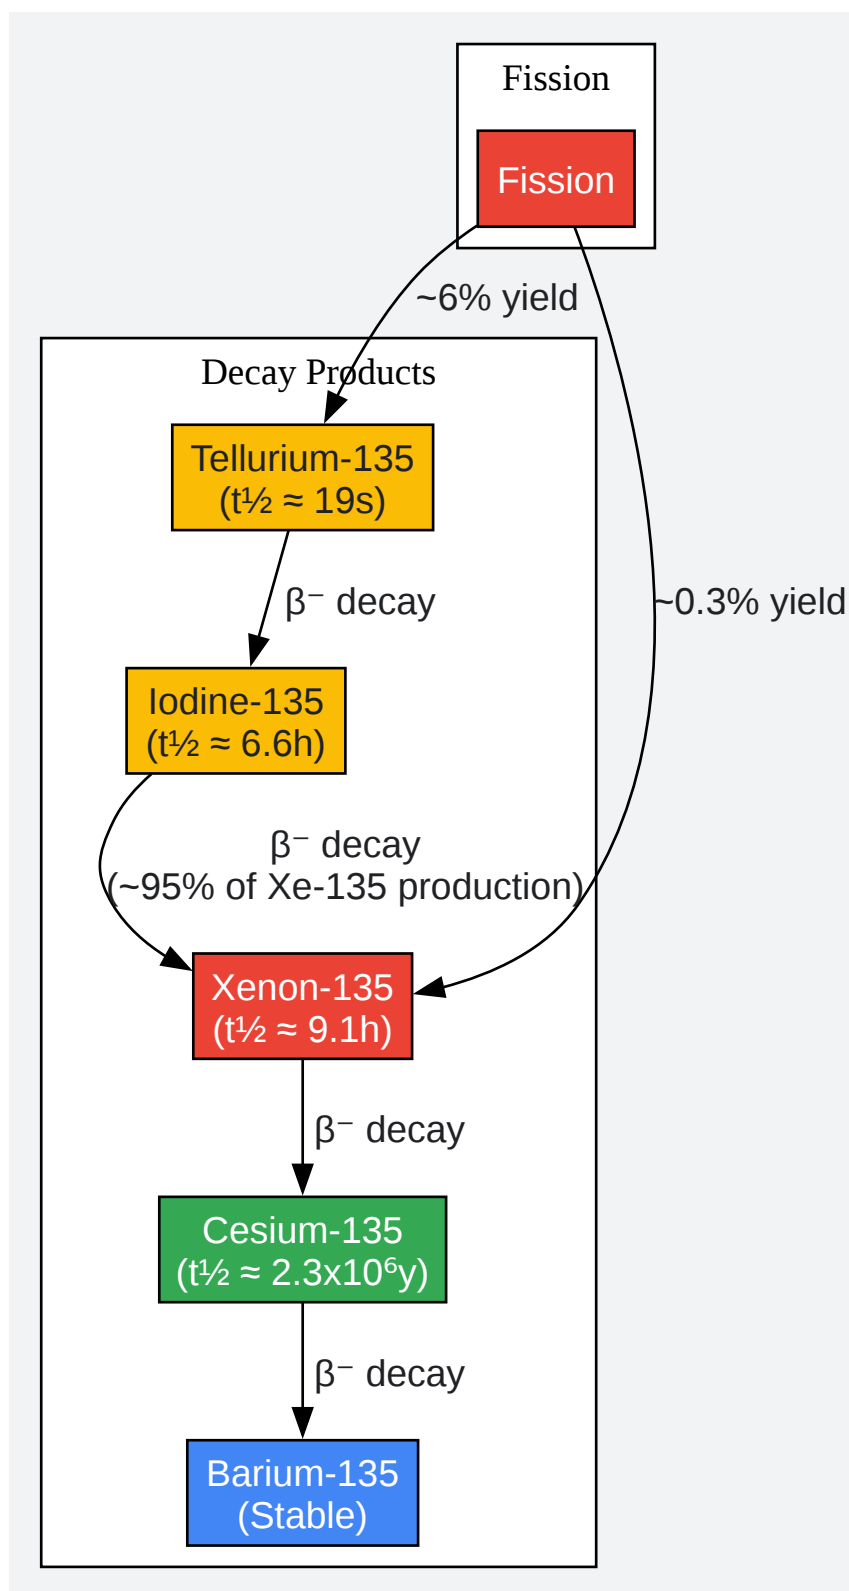 Fission
Fission
~6% yield
Decay Products
Tellurium-135
(t½ ≈ 19s)
β⁻ decay
~0.3% yield
Iodine-135
(t½ ≈ 6.6h)
β⁻ decay
(~95% of Xe-135 production)
Xenon-135
(t½ ≈ 9.1h)
β⁻ decay
Cesium-135
(t½ ≈ 2.3x10⁶y)
β⁻ decay
Barium-135
(Stable)